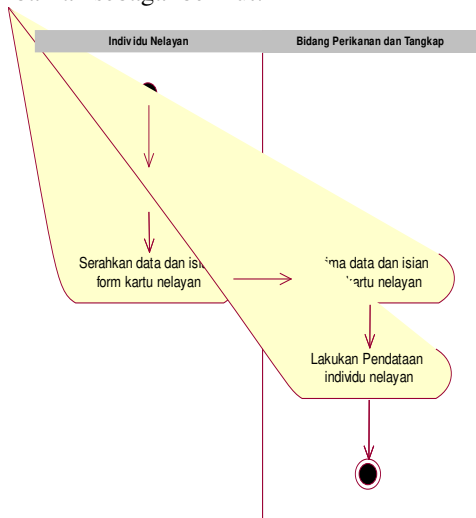 Individu Nelayan
Bidang Perikanan dan Tangkap
Serahkan data dan
form kartu nelayan
data dan isian
kartu nelayan
Lakukan Pendataan
individu nelayan